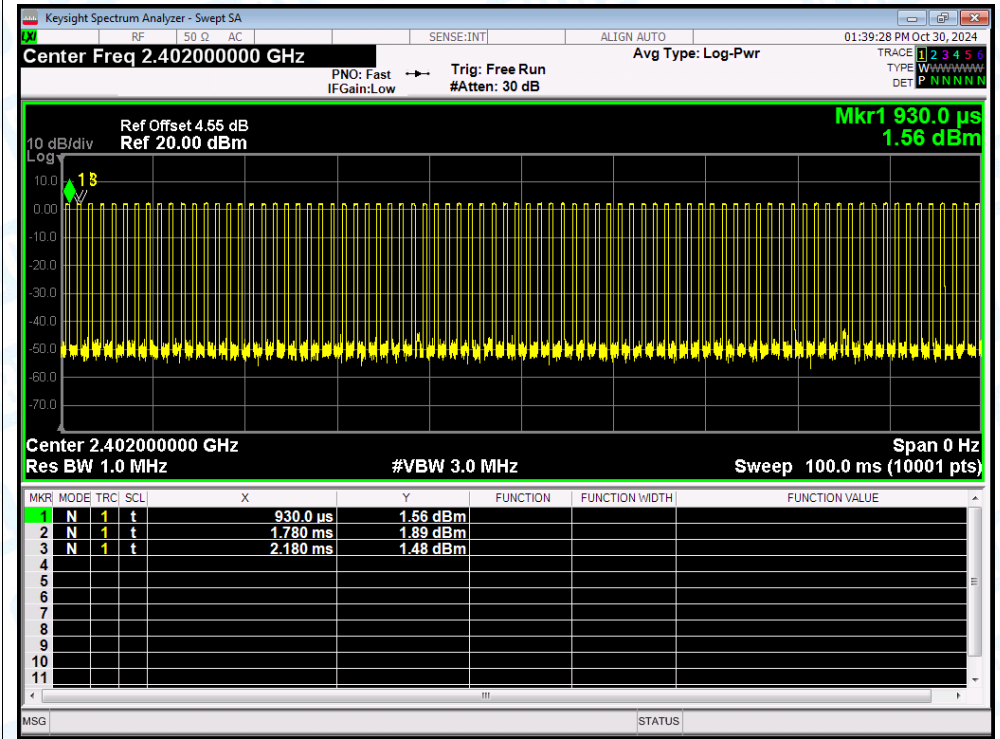 Keysight Spectrum Analyzer - Swept SA
LXI RF 50 Ω AC SENSE:INT ALIGN AUTO 01:39:28 PM Oct 30, 2024
Center Freq 2.402000000 GHz Avg Type: Log-Pwr TRACE 1 2 3 4 5 6
PNO: Fast Trig: Free Run TYPE WWWWWW
IFGain:Low #Atten: 30 dB DET P N N N N N
Mkr1 930.0 µs
1.56 dBm
Ref Offset 4.55 dB
10 dB/div Ref 20.00 dBm
Log
10.0
0.00
-10.0
-20.0
-30.0
-40.0
-50.0
-60.0
-70.0
Center 2.402000000 GHz Span 0 Hz
Res BW 1.0 MHz #VBW 3.0 MHz Sweep 100.0 ms (10001 pts)
MKR MODE TRC SCL X Y FUNCTION FUNCTION WIDTH FUNCTION VALUE
1 N 1 t 930.0 µs 1.56 dBm
2 N 1 t 1.780 ms 1.89 dBm
3 N 1 t 2.180 ms 1.48 dBm
4
5
6
7
8
9
10
11
MSG STATUS